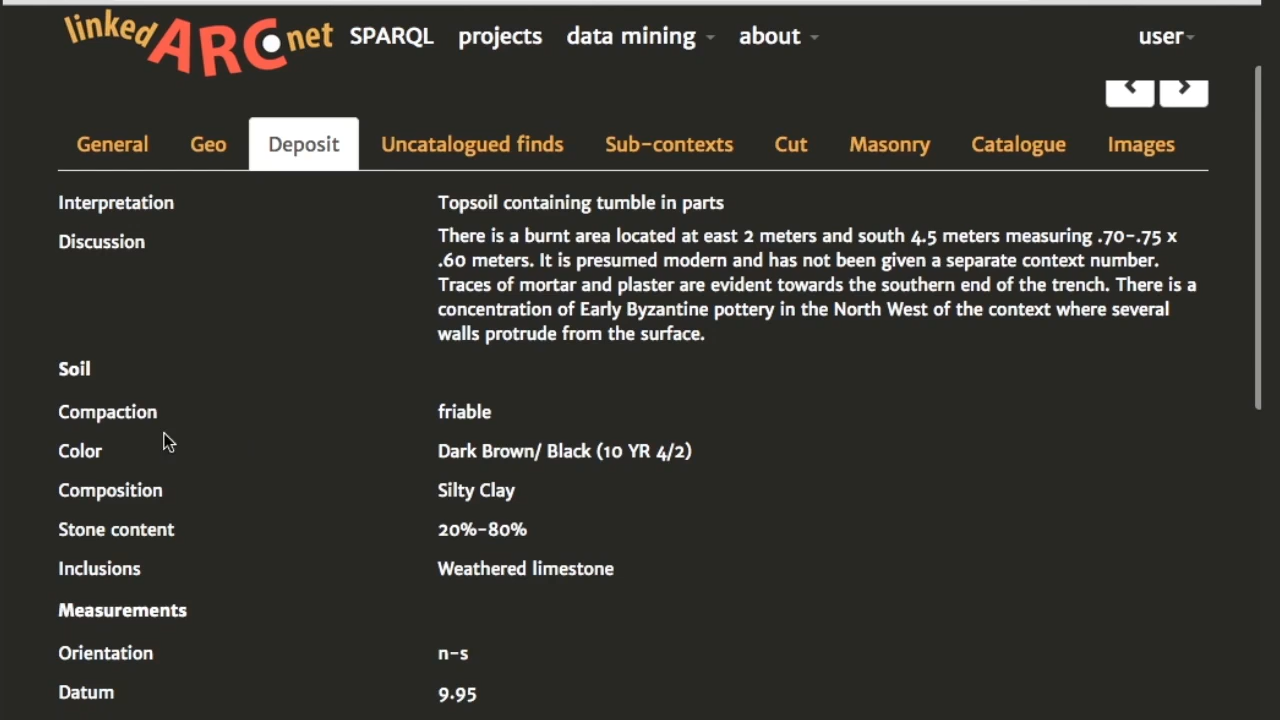 linkedARC.net SPARQL projects data mining about user
General Geo Deposit Uncatalogued finds Sub-contexts Cut Masonry Catalogue Images
Interpretation Topsoil containing tumble in parts
Discussion There is a burnt area located at east 2 meters and south 4.5 meters measuring .70-.75 x
.60 meters. It is presumed modern and has not been given a separate context number.
Traces of mortar and plaster are evident towards the southern end of the trench. There is a
concentration of Early Byzantine pottery in the North West of the context where several
walls protrude from the surface.
Soil
Compaction friable
Color Dark Brown/ Black (10 YR 4/2)
Composition Silty Clay
Stone content 20%-80%
Inclusions Weathered limestone
Measurements
Orientation n-s
Datum 9.95